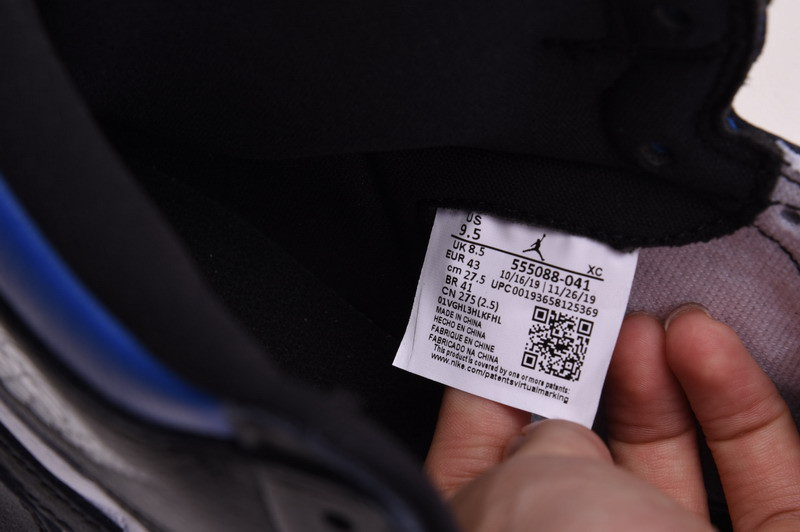 US
9.5
XC
UK 8.5
555088-041
EUR 43
10/16/19 | 11/26/19
cm 27.5
UPC00193658125369
BR 41
CN 275 (2.5)
01VGHL3HLKFHL
MADE IN CHINA
HECHO EN CHINA
FABRIQUE EN CHINE
FABRICADO NA CHINA
This product is covered by one or more patents:
www.nike.com/patentsvirtualmarking